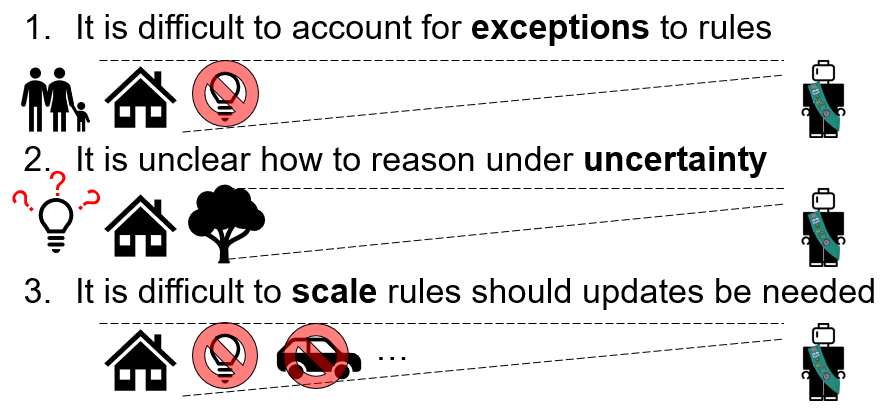 1. It is difficult to account for exceptions to rules
2. It is unclear how to reason under uncertainty
? ? ?
3. It is difficult to scale rules should updates be needed
...